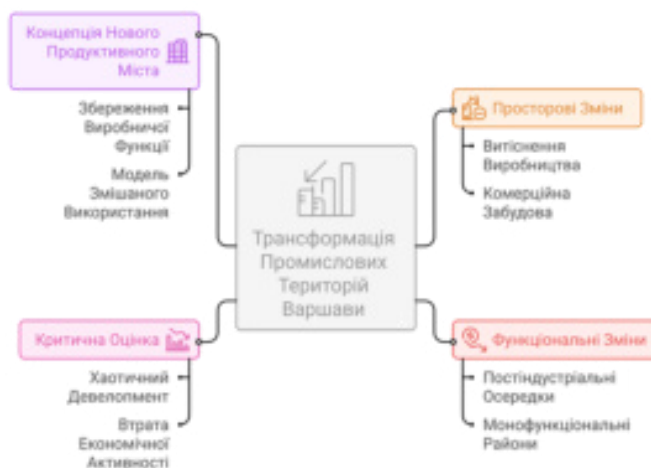 Концепція Нового
Продуктивного
Міста
Збереження
Виробничої
Функції
Модель
Змішаного
Використання
Просторові Зміни
Витіснення
Виробництва
Комерційна
Забудова
Трансформація
Промислових
Територій
Варшави
Критична Оцінка
Хаотичний
Девелопмент
Втрата
Економічної
Активності
Функціональні Зміни
Постіндустріальні
Осередки
Монофункціональні
Райони